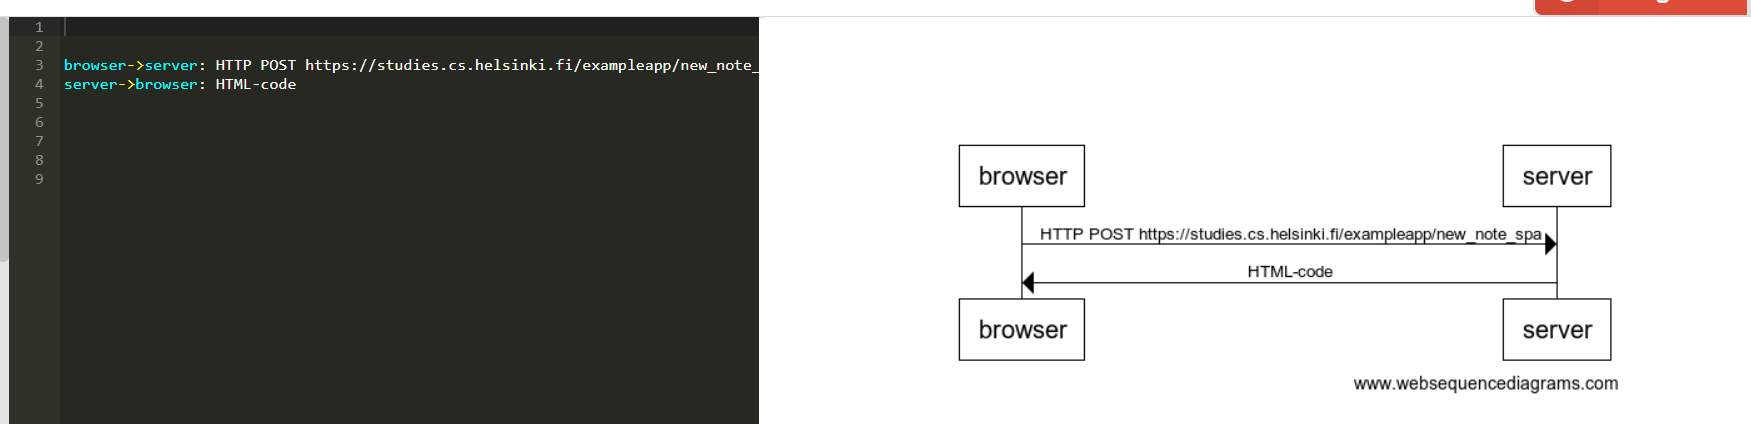 1
2
3 browser->server: HTTP POST https://studies.cs.helsinki.fi/exampleapp/new_note_
4 server->browser: HTML-code
5
6
7
8
9
browser server
HTTP POST https://studies.cs.helsinki.fi/exampleapp/new_note_spa
HTML-code
browser server
www.websequencediagrams.com